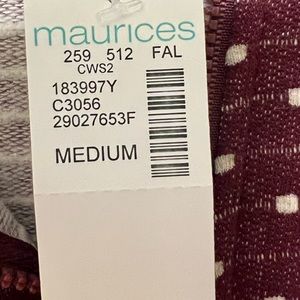 maurices
259 512 FAL
CWS2
183997Y
C3056
29027653F
MEDIUM